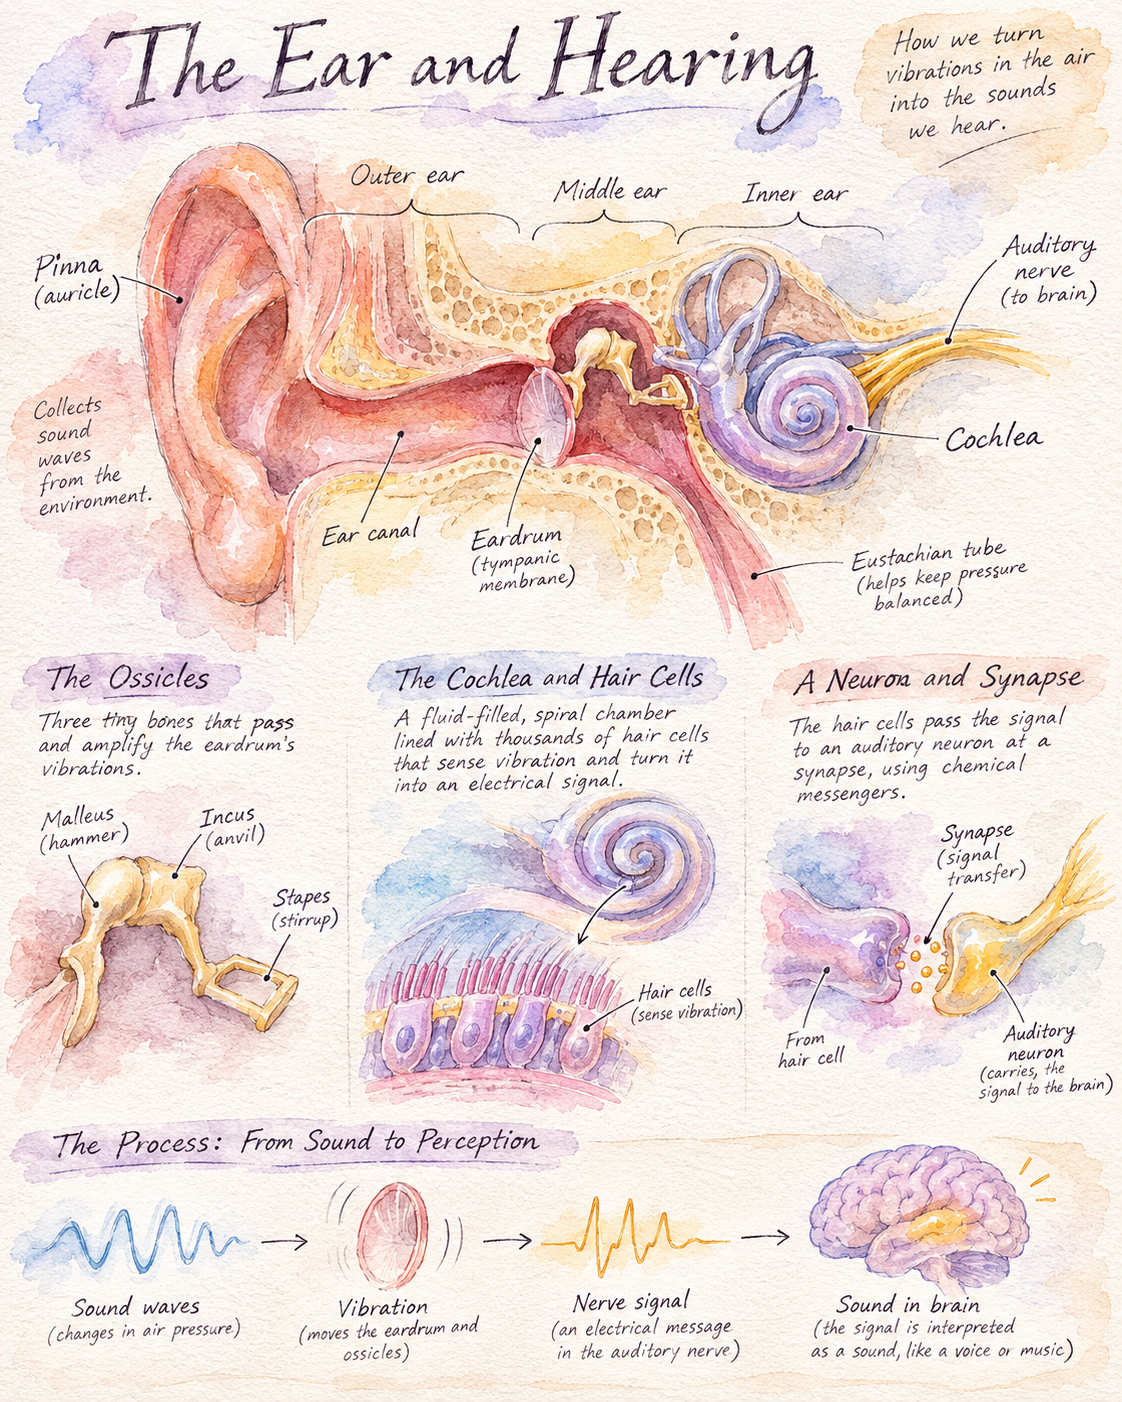 The Ear and Hearing
How we turn
vibrations in the air
into the sounds
we hear.
Outer ear
Middle ear
Inner ear
Pinna
(auricle)
Auditory
nerve
(to brain)
Collects
sound
waves
from the
environment.
Cochlea
Ear canal
Eardrum
(tympanic
membrane)
Eustachian tube
(helps keep pressure
balanced)
The Ossicles
Three tiny bones that pass
and amplify the eardrum's
vibrations.
Malleus
(hammer)
Incus
(anvil)
Stapes
(stirrup)
The Cochlea and Hair Cells
A fluid-filled, spiral chamber
lined with thousands of hair cells
that sense vibration and turn it
into an electrical signal.
Hair cells
(sense vibration)
A Neuron and Synapse
The hair cells pass the signal
to an auditory neuron at a
synapse, using chemical
messengers.
Synapse
(signal
transfer)
From
hair cell
Auditory
neuron
(carries, the
signal to the brain)
The Process: From Sound to Perception
Sound waves
(changes in air pressure)
Vibration
(moves the eardrum and
ossicles)
Nerve signal
(an electrical message
in the auditory nerve)
Sound in brain
(the signal is interpreted
as a sound, like a voice or music)